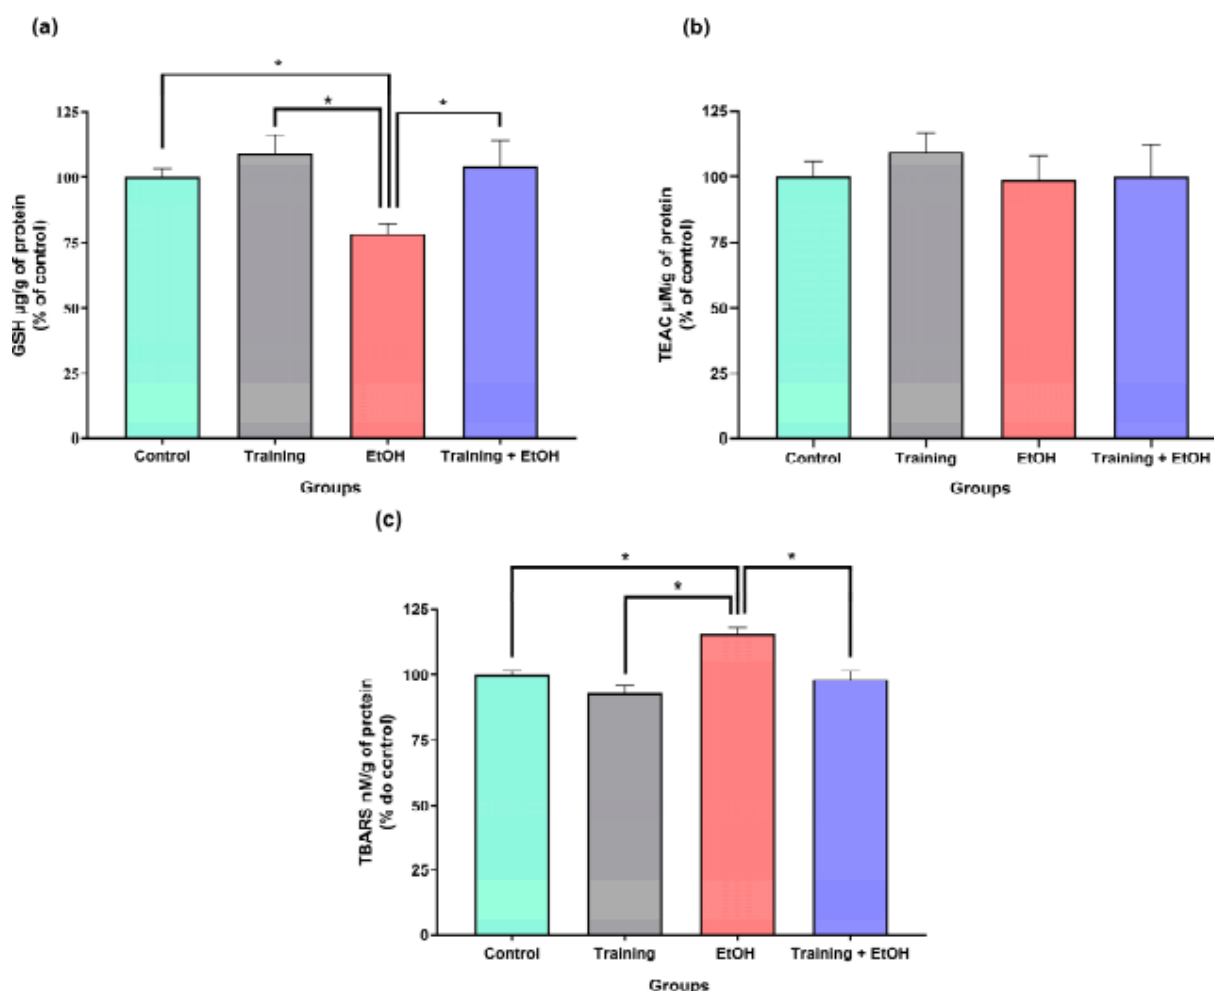 (a)
*
*
*
125
100
75
50
25
0
GSH µg/g of protein
(% of control)
Control
Training
EtOH
Training + EtOH
Groups
(b)
125
100
75
50
25
0
TEAC µM/g of protein
(% of control)
Control
Training
EtOH
Training + EtOH
Groups
(c)
*
*
*
125
100
75
50
25
0
TBARS nM/g of protein
(% do control)
Control
Training
EtOH
Training + EtOH
Groups